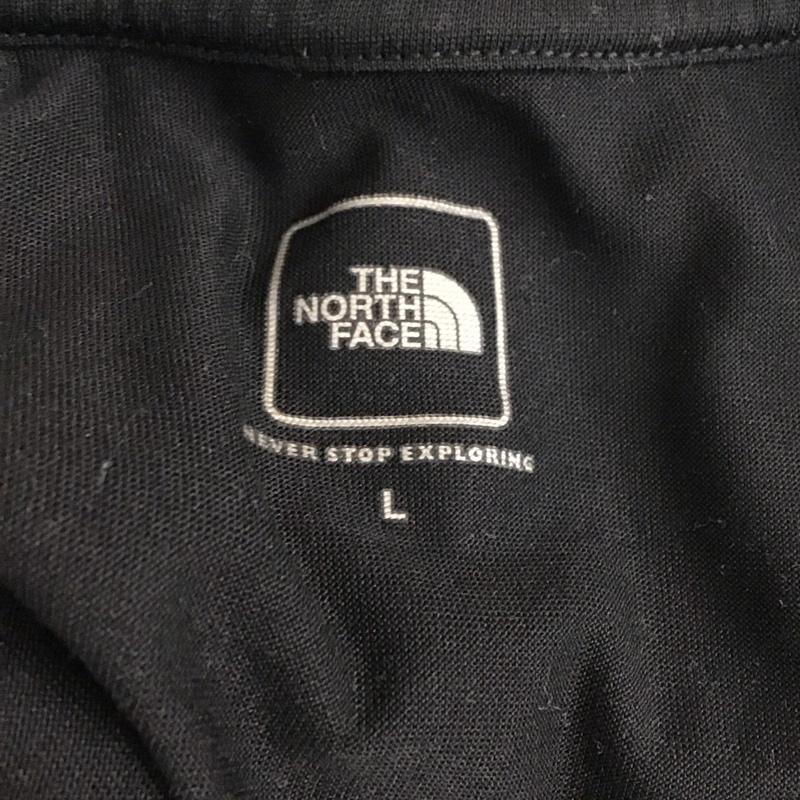 THE
NORTH
FACE
NEVER STOP EXPLORING
L